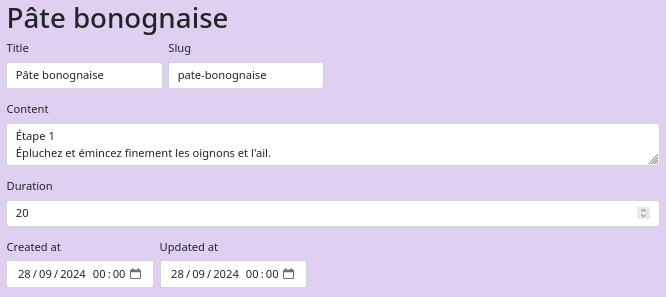 Pâte bonognaise
Title Slug
Pâte bonognaise pate-bonognaise
Content
Étape 1
Épluchez et émincez finement les oignons et l'ail.
Duration
20
Created at Updated at
28/09/2024 00:00 28/09/2024 00:00